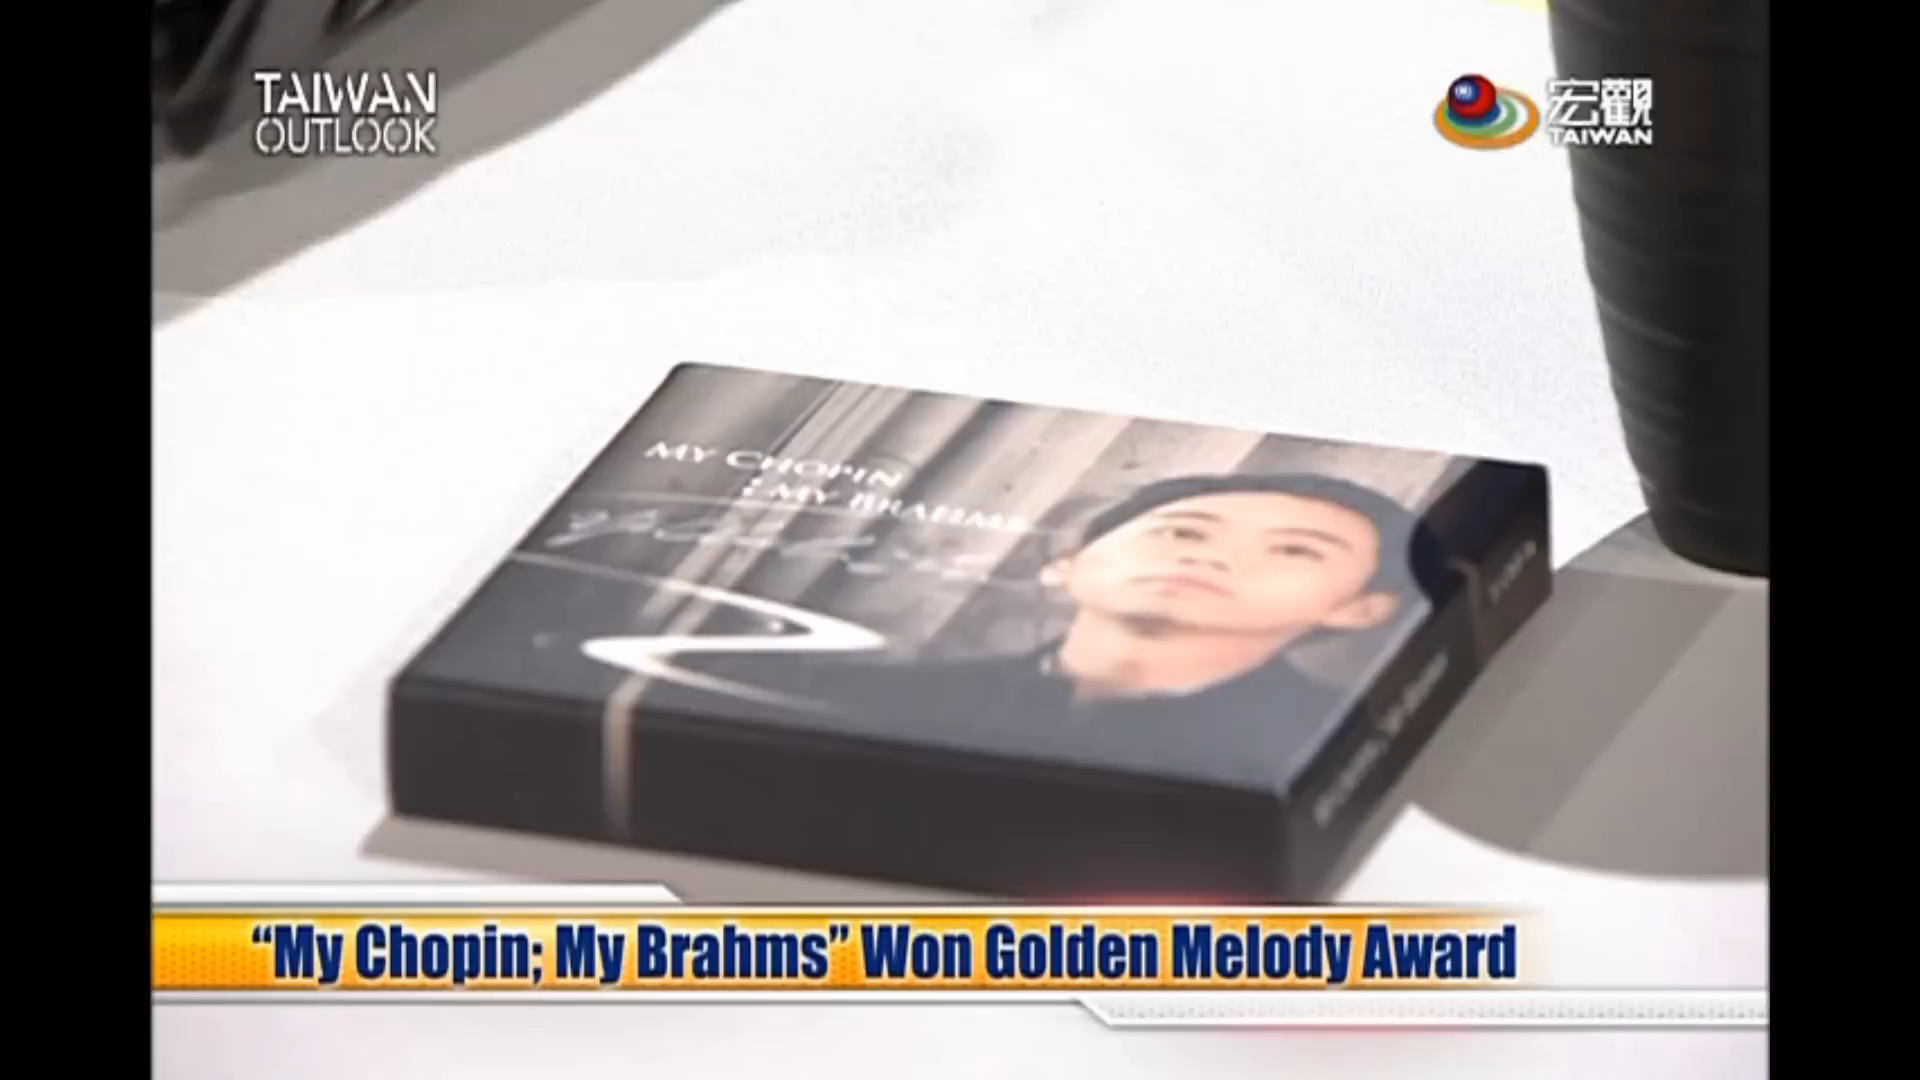 TAIWAN
OUTLOOK
宏觀
TAIWAN
MY CHOPIN
: MY BRAHMS
“My Chopin; My Brahms” Won Golden Melody Award